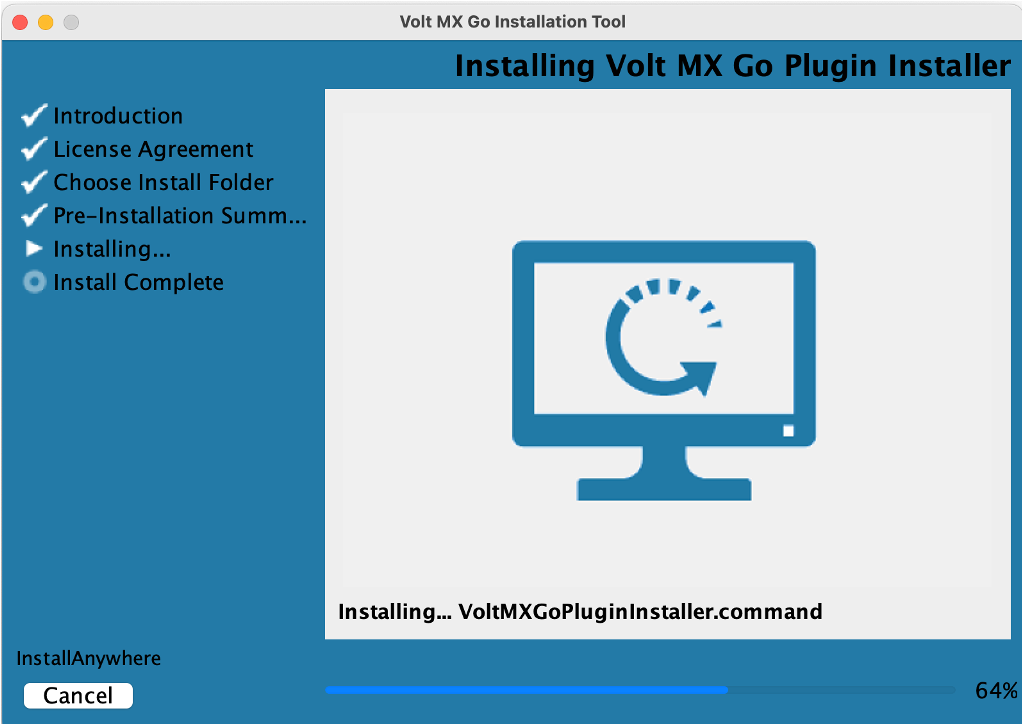 Volt MX Go Installation Tool
Installing Volt MX Go Plugin Installer
Introduction
License Agreement
Choose Install Folder
Pre-Installation Summ...
Installing...
Install Complete
Installing... VoltMXGoPluginInstaller.command
InstallAnywhere
Cancel
64%